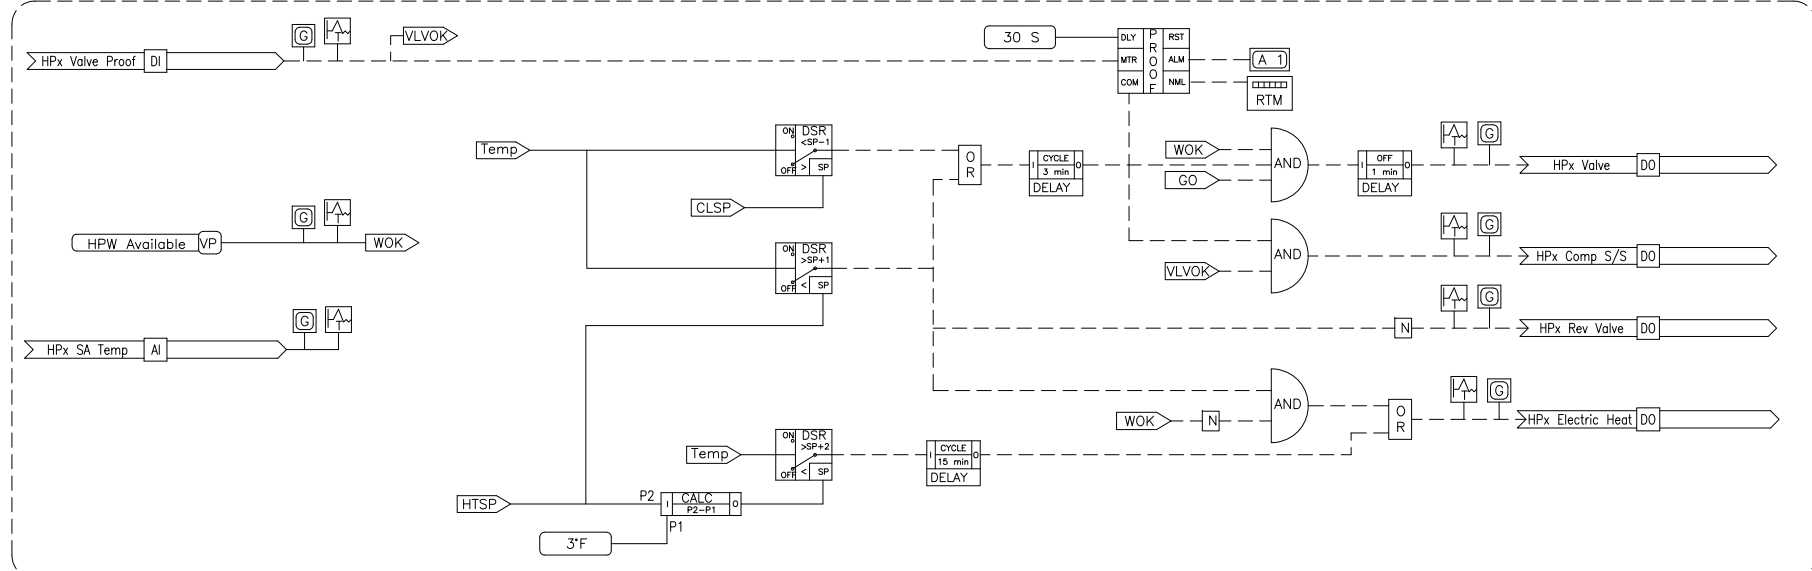 G
VLVOK
HPx Valve Proof DI
30 S
DLY PROOF RST
MTR ALM
COM NML
A 1
RTM
Temp
ON DSR
<SP-1
OFF > SP
CLSP
OR
I CYCLE O
3 min
DELAY
WOK
GO
AND
I OFF O
1 min
DELAY
G
HPx Valve DO
G
HPW Available VP
WOK
ON DSR
>SP+1
OFF < SP
VLVOK
AND
G
HPx Comp S/S DO
G
HPx SA Temp AI
N
G
HPx Rev Valve DO
WOK
N
AND
OR
G
HPx Electric Heat DO
Temp
ON DSR
>SP+2
OFF < SP
I CYCLE O
15 min
DELAY
HTSP
P2
I CALC O
P2-P1
P1
3°F